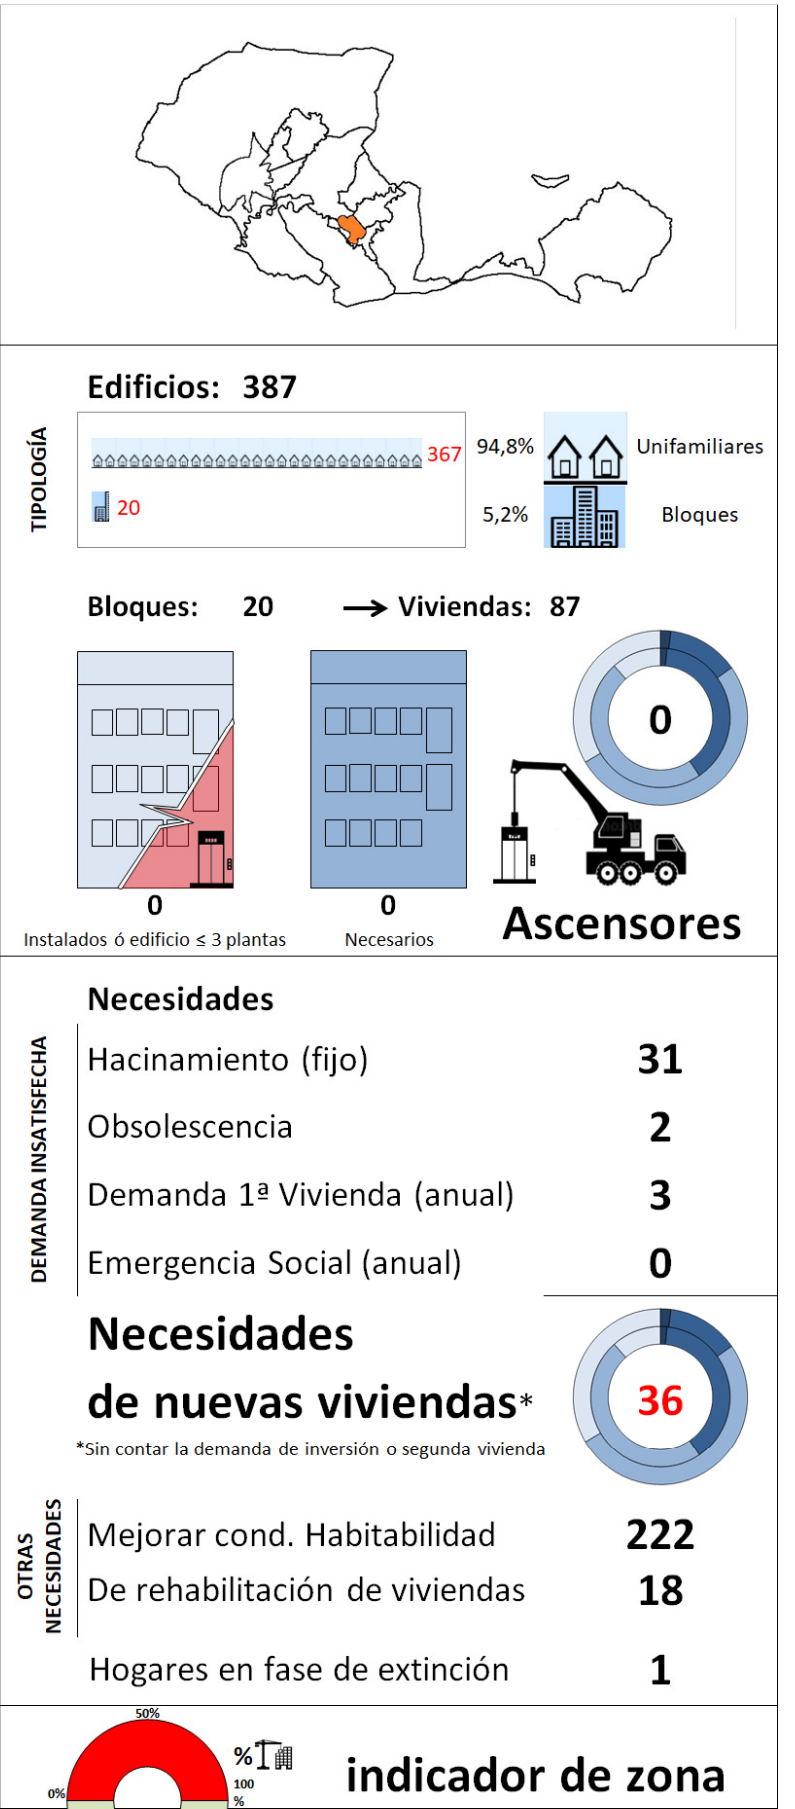 Edificios: 387
TIPOLOGÍA
367
94,8%
Unifamiliares
20
5,2%
Bloques
Bloques: 20 → Viviendas: 87
0
0
Instalados ó edificio ≤ 3 plantas
0
Necesarios
Ascensores
Necesidades
DEMANDA INSATISFECHA
Hacinamiento (fijo) 31
Obsolescencia 2
Demanda 1ª Vivienda (anual) 3
Emergencia Social (anual) 0
Necesidades
de nuevas viviendas* 36
*Sin contar la demanda de inversión o segunda vivienda
OTRAS
NECESIDADES
Mejorar cond. Habitabilidad 222
De rehabilitación de viviendas 18
Hogares en fase de extinción 1
50%
%
0%
100
%
indicador de zona